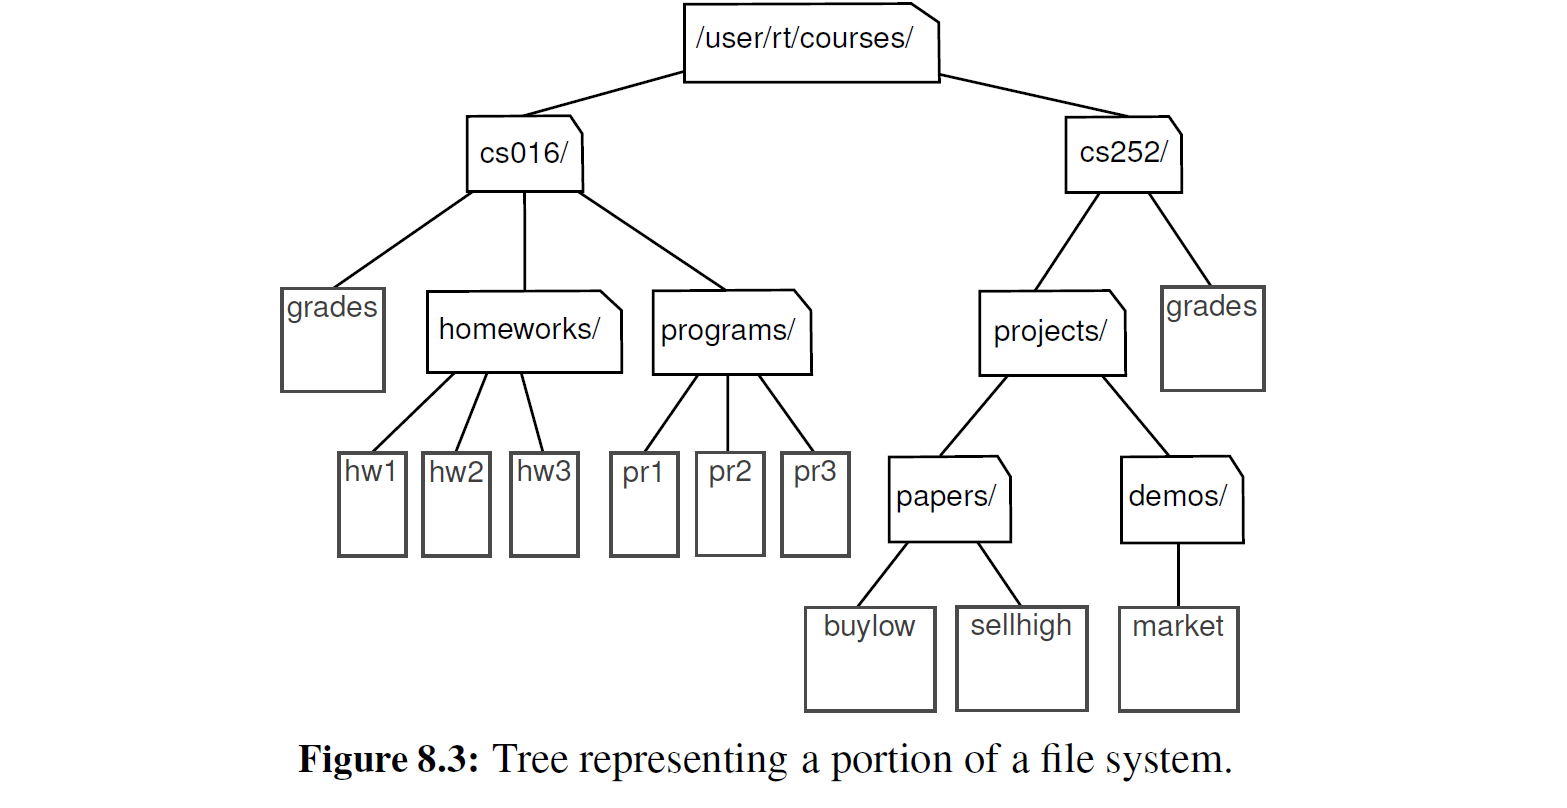 /user/rt/courses/
cs016/
cs252/
grades
homeworks/
programs/
projects/
grades
hw1
hw2
hw3
pr1
pr2
pr3
papers/
demos/
buylow
sellhigh
market
Figure 8.3: Tree representing a portion of a file system.